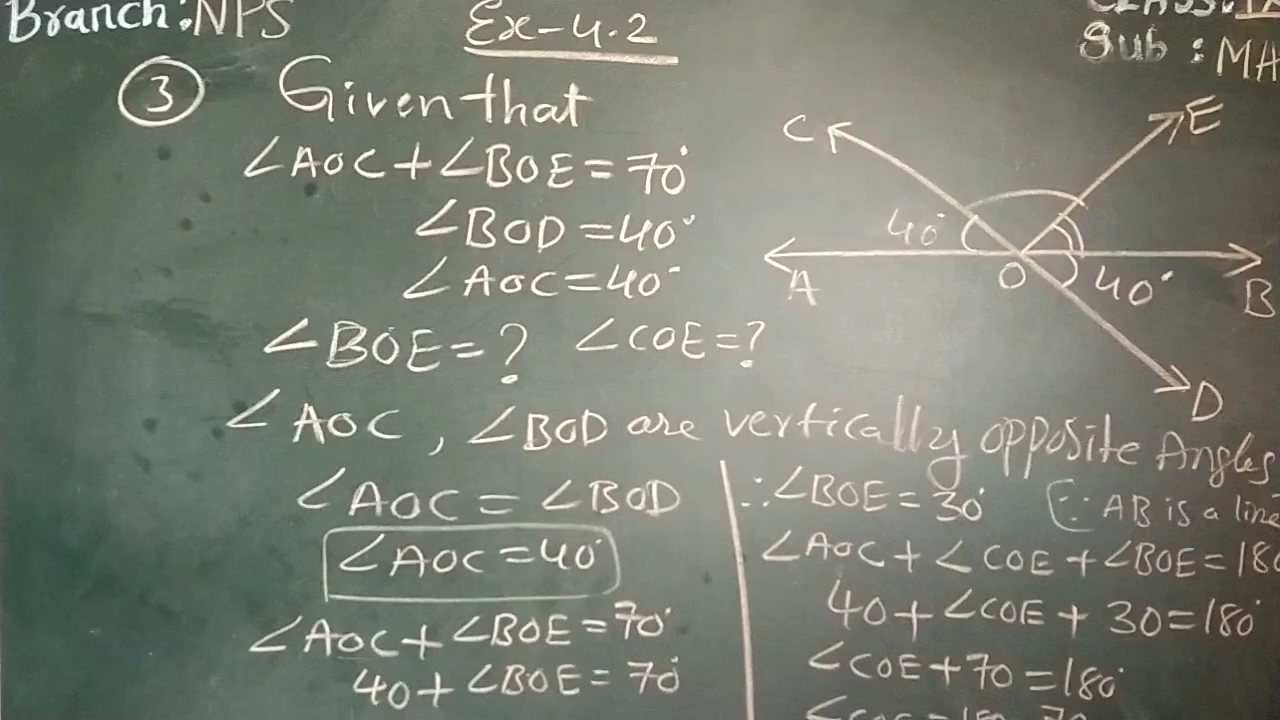 Branch:NPS
Ex-4.2
Sub : MA
3 Given that
∠AOC+∠BOE=70°
∠BOD=40°
∠AOC=40°
∠BOE=? ∠COE=?
C
E
40°
A
O
40°
B
D
∠AOC, ∠BOD are vertically opposite Angles
∠AOC = ∠BOD
∠AOC=40°
∠AOC+∠BOE=70°
40+∠BOE=70°
∴∠BOE=30° (∵ AB is a line
∠AOC+∠COE+∠BOE=180
40+∠COE+30=180°
∠COE+70=180°